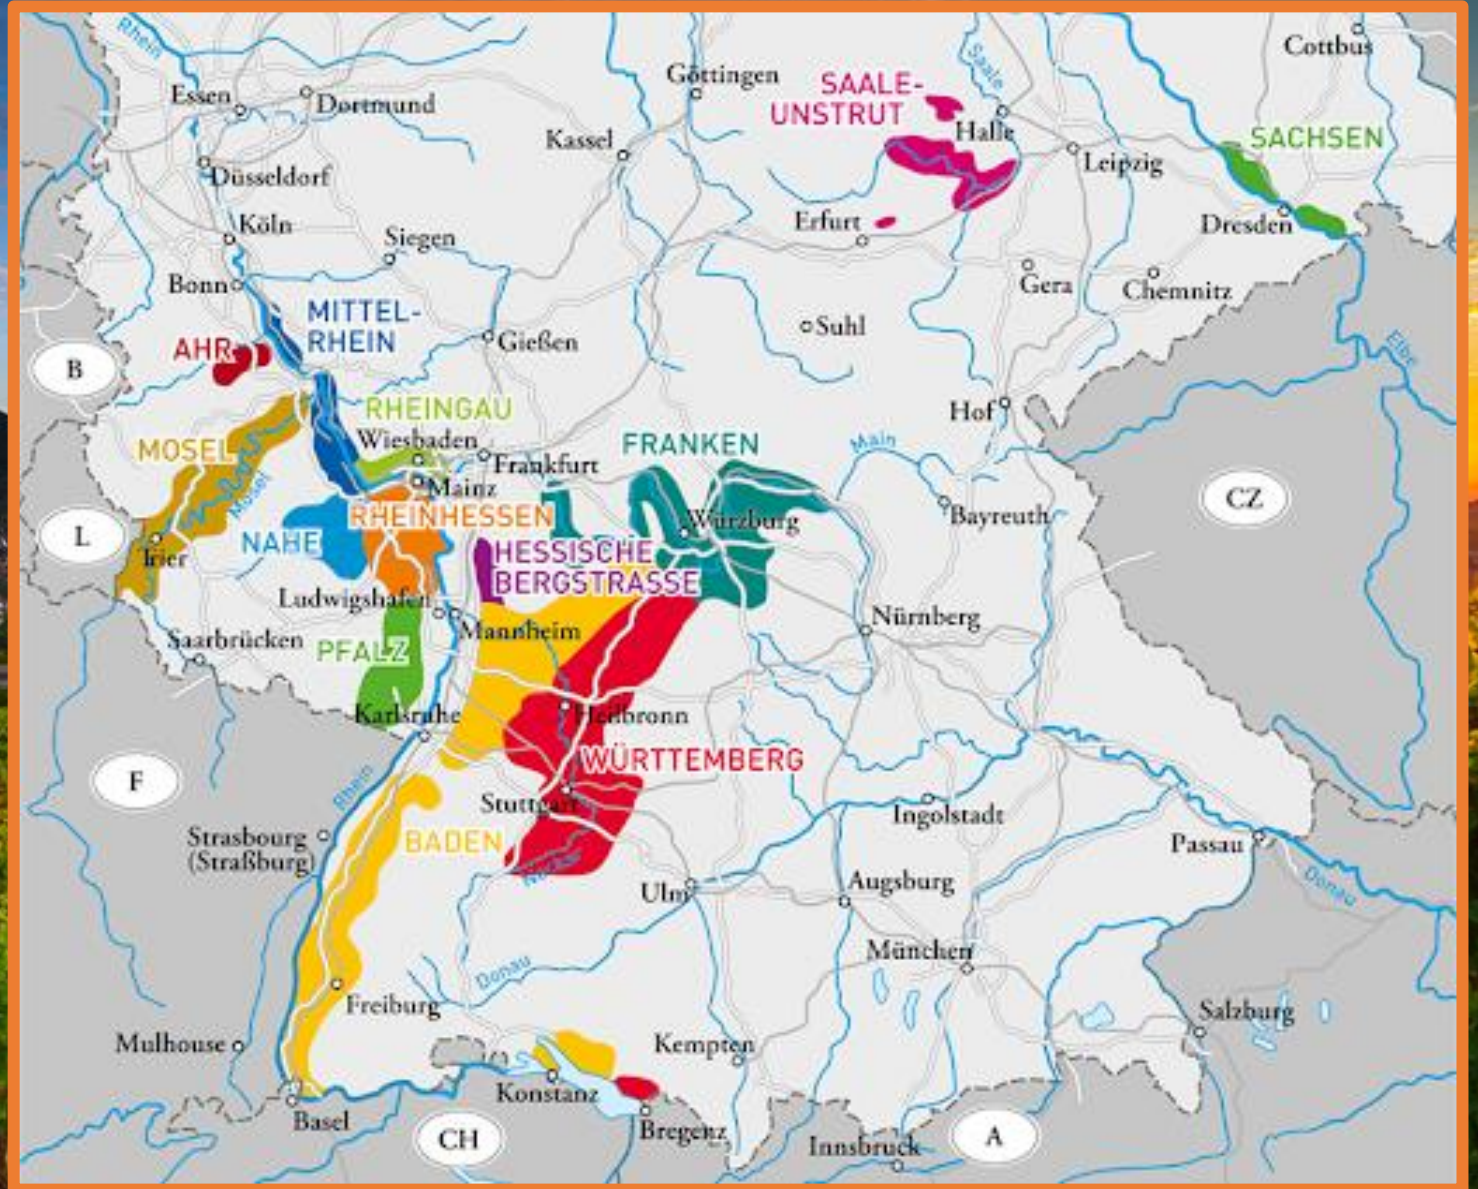 Rhein
Essen
Dortmund
Düsseldorf
Köln
Siegen
Bonn
Göttingen
Kassel
SAALE-
UNSTRUT
Saale
Halle
Leipzig
Erfurt
Cottbus
SACHSEN
Dresden
Gera
Chemnitz
Suhl
Elbe
MITTEL-
RHEIN
AHR
Gießen
B
RHEINGAU
Wiesbaden
Frankfurt
Mainz
MOSEL
Mosel
FRANKEN
Main
Hof
Bayreuth
CZ
L
Trier
NAHE
RHEINHESSEN
Würzburg
HESSISCHE
BERGSTRASSE
Ludwigshafen
Mannheim
Saarbrücken
PFALZ
Nürnberg
Karlsruhe
Heilbronn
WÜRTTEMBERG
F
Rhein
Stuttgart
Strasbourg
(Straßburg)
BADEN
Neckar
Ingolstadt
Passau
Donau
Ulm
Augsburg
München
Donau
Freiburg
Mulhouse
Kempten
Salzburg
Konstanz
Basel
CH
Bregenz
Innsbruck
A